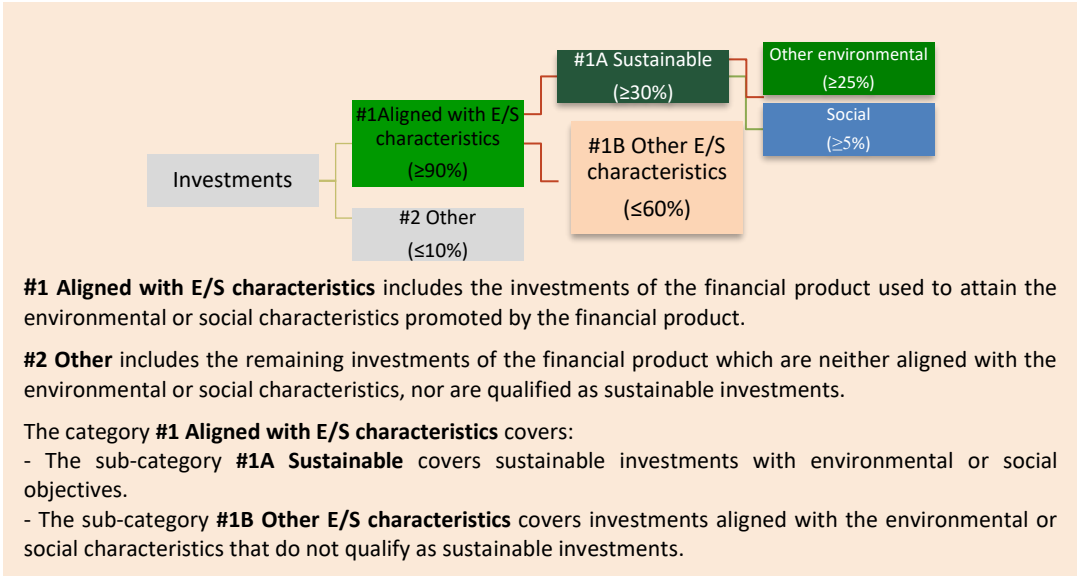 #1A Sustainable
(≥30%)
Other environmental
(≥25%)
Social
(≥5%)
#1Aligned with E/S
characteristics
(≥90%)
#1B Other E/S
characteristics
(≤60%)
Investments
#2 Other
(≤10%)
#1 Aligned with E/S characteristics includes the investments of the financial product used to attain the
environmental or social characteristics promoted by the financial product.
#2 Other includes the remaining investments of the financial product which are neither aligned with the
environmental or social characteristics, nor are qualified as sustainable investments.
The category #1 Aligned with E/S characteristics covers:
- The sub-category #1A Sustainable covers sustainable investments with environmental or social
objectives.
- The sub-category #1B Other E/S characteristics covers investments aligned with the environmental or
social characteristics that do not qualify as sustainable investments.